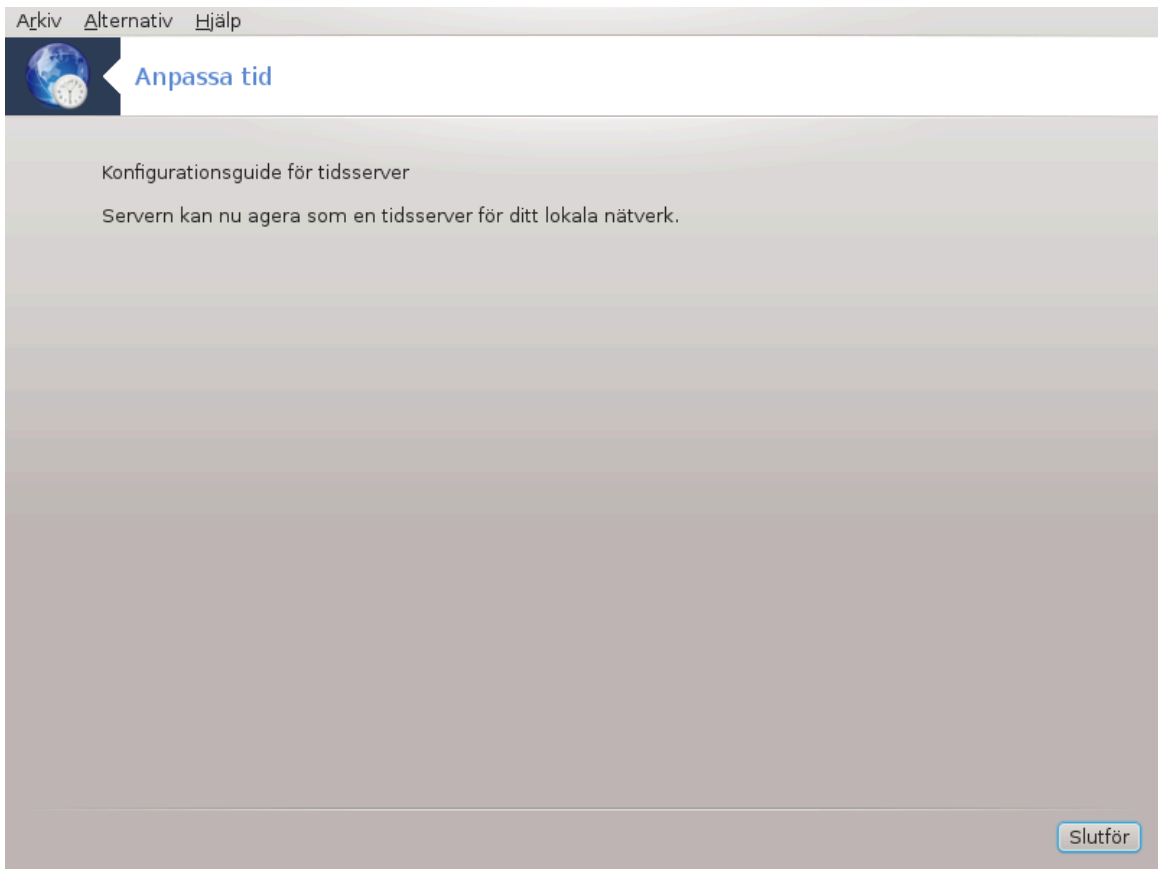 Arkiv Alternativ Hjälp
Anpassa tid
Konfigurationsguide för tidsserver
Servern kan nu agera som en tidsserver för ditt lokala nätverk.
Slutför